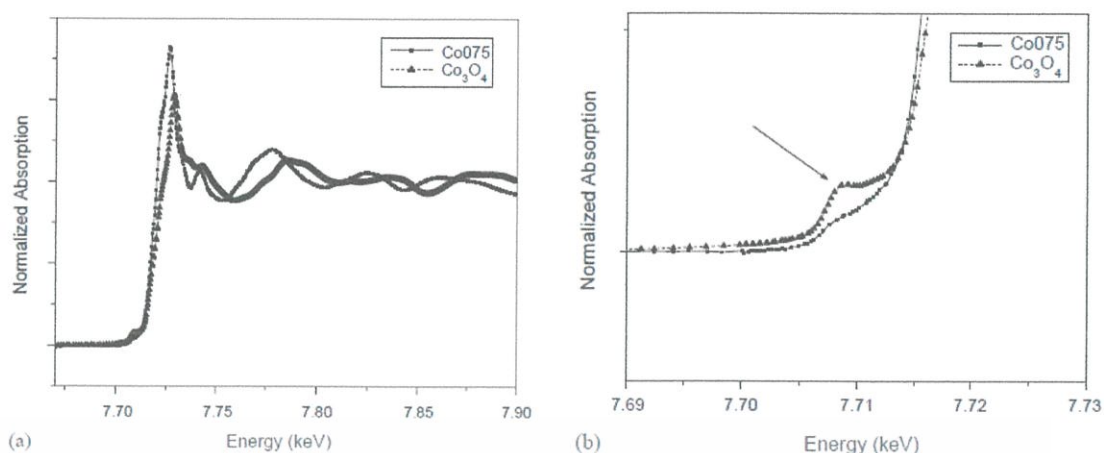 Co075
Co₃O₄
Normalized Absorption
7.70 7.75 7.80 7.85 7.90
(a) Energy (keV)
Co075
Co₃O₄
Normalized Absorption
7.69 7.70 7.71 7.72 7.73
(b) Energy (keV)